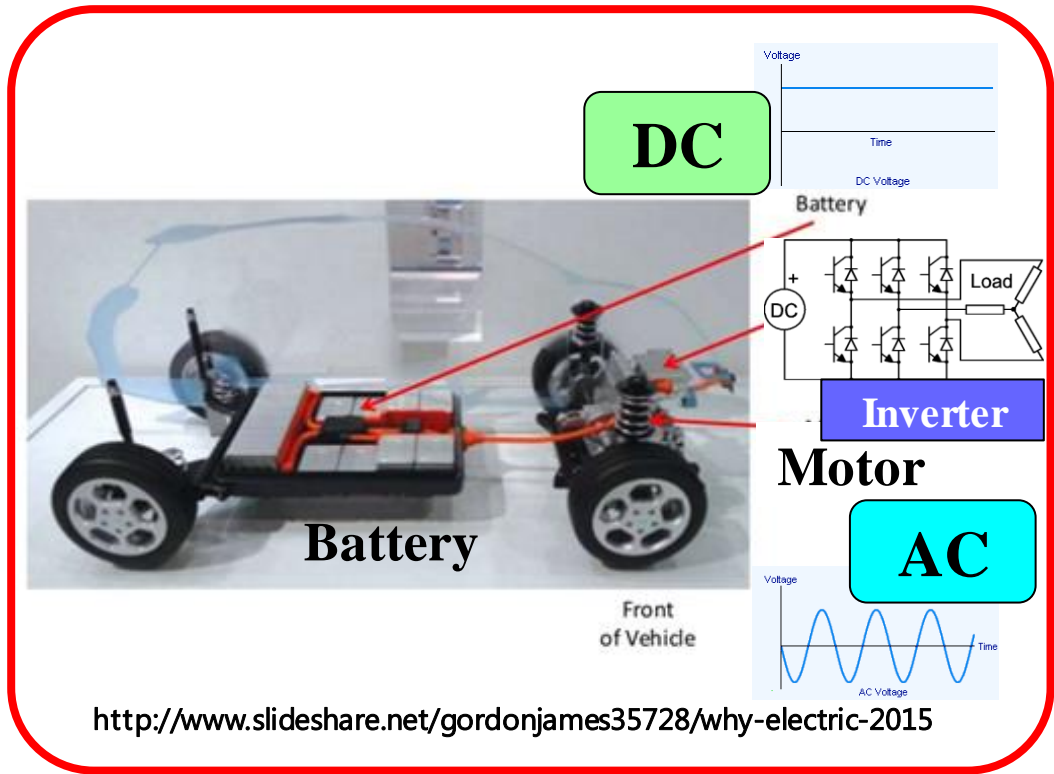 Voltage
DC
Time
DC Voltage
Battery
+
DC
Load
Inverter
Motor
Battery
AC
Voltage
Time
AC Voltage
Front
of Vehicle
http://www.slideshare.net/gordonjames35728/why-electric-2015